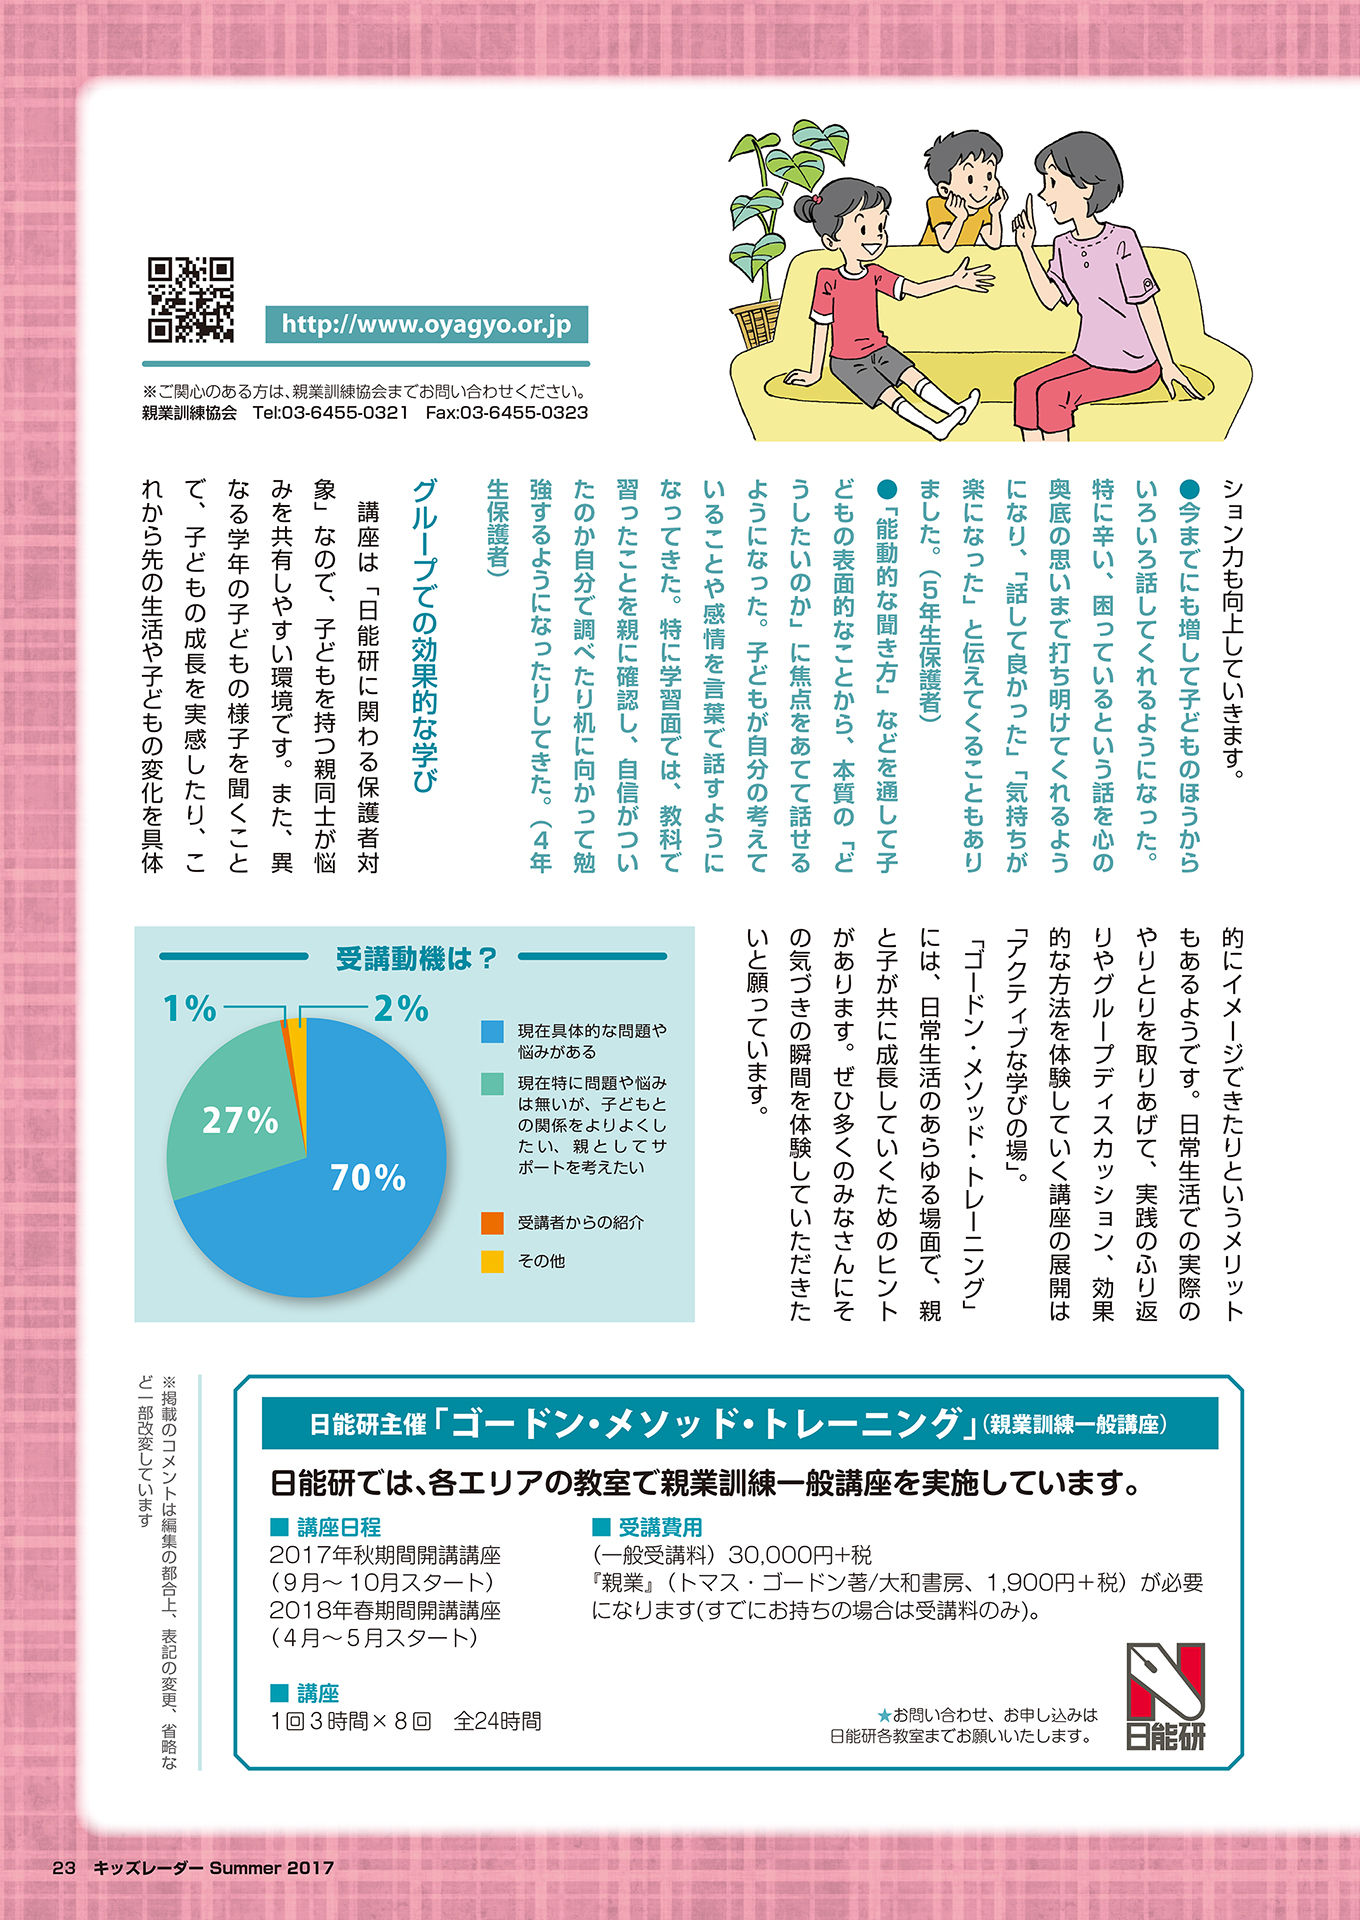 http://www.oyagyo.or.jp
※ご関心のある方は、親業訓練協会までお問い合わせください。
親業訓練協会　Tel:03-6455-0321　Fax:03-6455-0323
ション力も向上していきます。
●今までにも増して子どものほうから
いろいろ話してくれるようになった。
特に辛い、困っているという話を心の
奥底の思いまで打ち明けてくれるよう
になり、「話して良かった」「気持ちが
楽になった」と伝えてくることもあり
ました。（5年生保護者）
●「能動的な聞き方」などを通して子
どもの表面的なことから、本質の「ど
うしたいのか」に焦点をあてて話せる
ようになった。子どもが自分の考えて
いることや感情を言葉で話すように
なってきた。特に学習面では、教科で
習ったことを親に確認し、自信がつい
たのか自分で調べたり机に向かって勉
強するようになったりしてきた。（4年
生保護者）
グループでの効果的な学び
　講座は「日能研に関わる保護者対
象」なので、子どもを持つ親同士が悩
みを共有しやすい環境です。また、異
なる学年の子どもの様子を聞くこと
で、子どもの成長を実感したり、こ
れから先の生活や子どもの変化を具体
的にイメージできたりというメリット
もあるようです。日常生活での実際の
やりとりを取りあげて、実践のふり返
りやグループディスカッション、効果
的な方法を体験していく講座の展開は
「アクティブな学びの場」。
　「ゴードン・メソッド・トレーニング」
には、日常生活のあらゆる場面で、親
と子が共に成長していくためのヒント
があります。ぜひ多くのみなさんにそ
の気づきの瞬間を体験していただきた
いと願っています。
受講動機は？
1%
2%
27%
70%
現在具体的な問題や
悩みがある
現在特に問題や悩み
は無いが、子どもと
の関係をよりよくし
たい、親としてサ
ポートを考えたい
受講者からの紹介
その他
日能研主催「ゴードン・メソッド・トレーニング」（親業訓練一般講座）
日能研では、各エリアの教室で親業訓練一般講座を実施しています。
■ 講座日程
2017年秋期間開講講座
（9月～10月スタート）
2018年春期間開講講座
（4月～5月スタート）
■ 講座
1回3時間×8回　全24時間
■ 受講費用
（一般受講料）30,000円+税
『親業』（トマス・ゴードン著/大和書房、1,900円＋税）が必要
になります(すでにお持ちの場合は受講料のみ)。
★お問い合わせ、お申し込みは
日能研各教室までお願いいたします。
日能研
※掲載のコメントは編集の都合上、表記の変更、省略な
ど一部改変しています
23　キッズレーダー Summer 2017